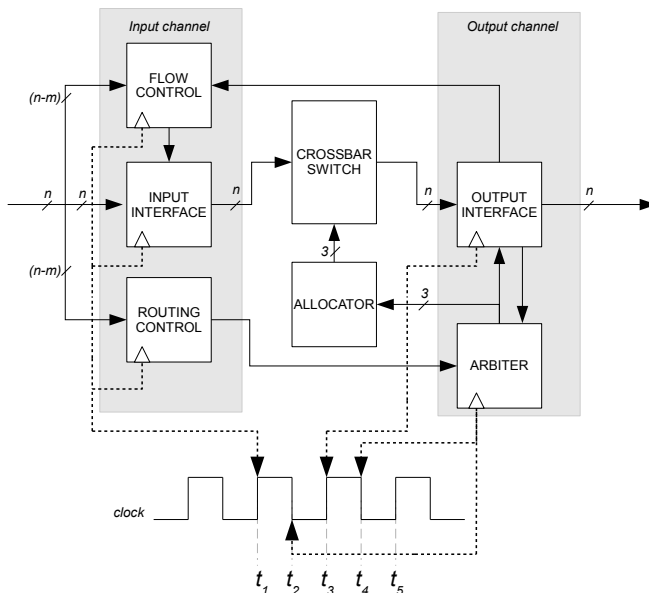 Input channel
Output channel
FLOW
CONTROL
(n-m)
CROSSBAR
SWITCH
n
n
INPUT
INTERFACE
n
n
OUTPUT
INTERFACE
n
(n-m)
3
ROUTING
CONTROL
ALLOCATOR
3
ARBITER
clock
t1
t2
t3
t4
t5